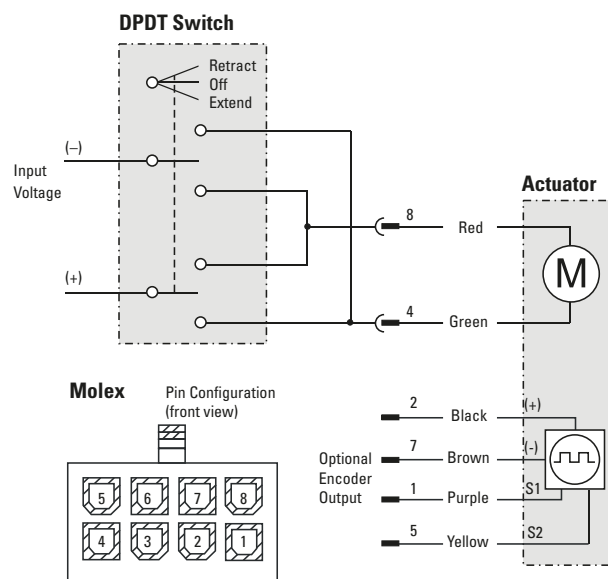 DPDT Switch
Retract
Off
Extend
(–)
Input
Voltage
(+)
Actuator
8
Red
M
4
Green
Molex
Pin Configuration
(front view)
5 6 7 8
4 3 2 1
Optional
Encoder
Output
2
Black
(+)
7
Brown
(-)
1
Purple
S1
5
Yellow
S2